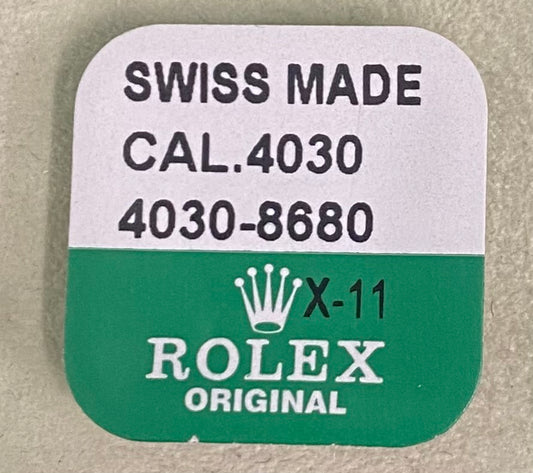 SWISS MADE
CAL.4030
4030-8680
X-11
ROLEX
ORIGINAL